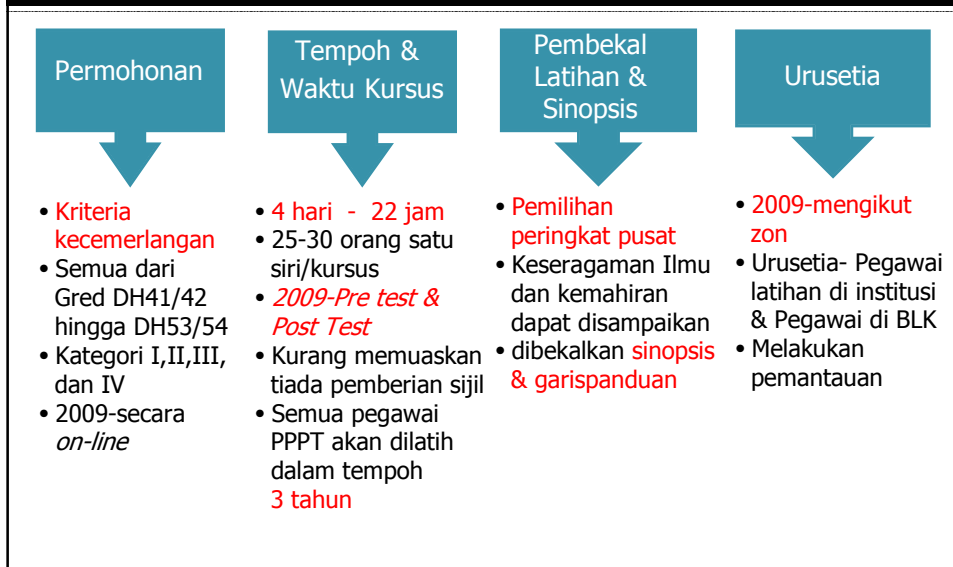 Permohonan
• Kriteria
kecemerlangan
• Semua dari
Gred DH41/42
hingga DH53/54
• Kategori I,II,III,
dan IV
• 2009-secara
on-line
Tempoh &
Waktu Kursus
• 4 hari - 22 jam
• 25-30 orang satu
siri/kursus
• 2009-Pre test &
Post Test
• Kurang memuaskan
tiada pemberian sijil
• Semua pegawai
PPPT akan dilatih
dalam tempoh
3 tahun
Pembekal
Latihan &
Sinopsis
• Pemilihan
peringkat pusat
• Keseragaman Ilmu
dan kemahiran
dapat disampaikan
• dibekalkan sinopsis
& garispanduan
Urusetia
• 2009-mengikut
zon
• Urusetia- Pegawai
latihan di institusi
& Pegawai di BLK
• Melakukan
pemantauan